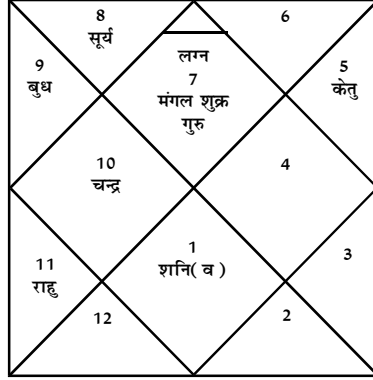 8
सूर्य
6
लग्न
7
मंगल शुक्र
गुरु
9
बुध
5
केतु
10
चन्द्र
4
1
शनि( व )
11
राहु
3
12
2